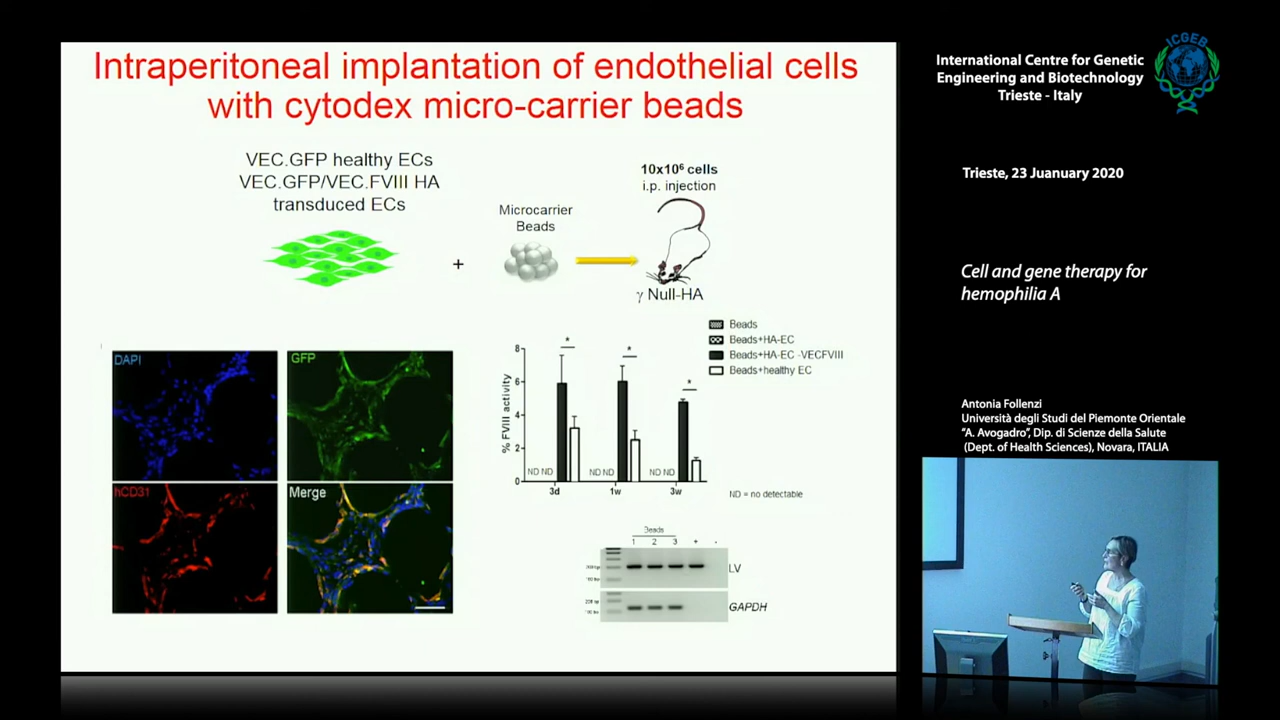 Intraperitoneal implantation of endothelial cells
with cytodex micro-carrier beads
VEC.GFP healthy ECs
VEC.GFP/VEC.FVIII HA
transduced ECs
+
Microcarrier
Beads
10x10⁶ cells
i.p. injection
γ Null-HA
DAPI
GFP
hCD31
Merge
% FVIII activity
8
6
4
2
0
* * *
ND ND
ND ND
ND ND
3d
1w
3w
Beads
Beads+HA-EC
Beads+HA-EC -VECFVIII
Beads+healthy EC
ND = no detectable
Beads
1 2 3 + -
LV
GAPDH
International Centre for Genetic
Engineering and Biotechnology
Trieste - Italy
ICGEB
Trieste, 23 Juanuary 2020
Cell and gene therapy for
hemophilia A
Antonia Follenzi
Università degli Studi del Piemonte Orientale
"A. Avogadro", Dip. di Scienze della Salute
(Dept. of Health Sciences), Novara, ITALIA